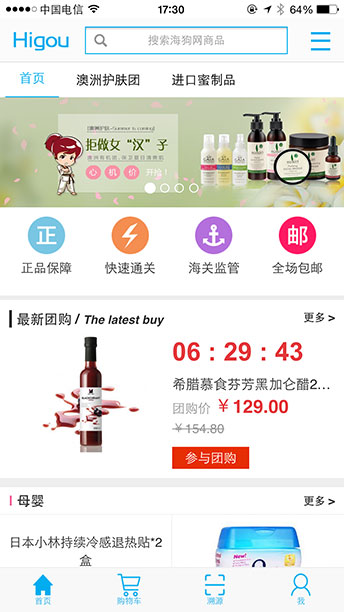 中国电信 17:30
Higou 搜索海狗网商品
首页 澳洲护肤团 进口蜜制品
拒做女“汉”子
心机价 开抢!
正 邮
正品保障 快速通关 海关监管 全场包邮
最新团购 / The latest buy 更多 >
06 : 29 : 43
希腊慕食芬芳黑加仑醋2...
团购价 ¥129.00
¥154.80
参与团购
母婴 更多 >
日本小林持续冷感退热贴*2
盒
New!
首页 购物车 溯源 我